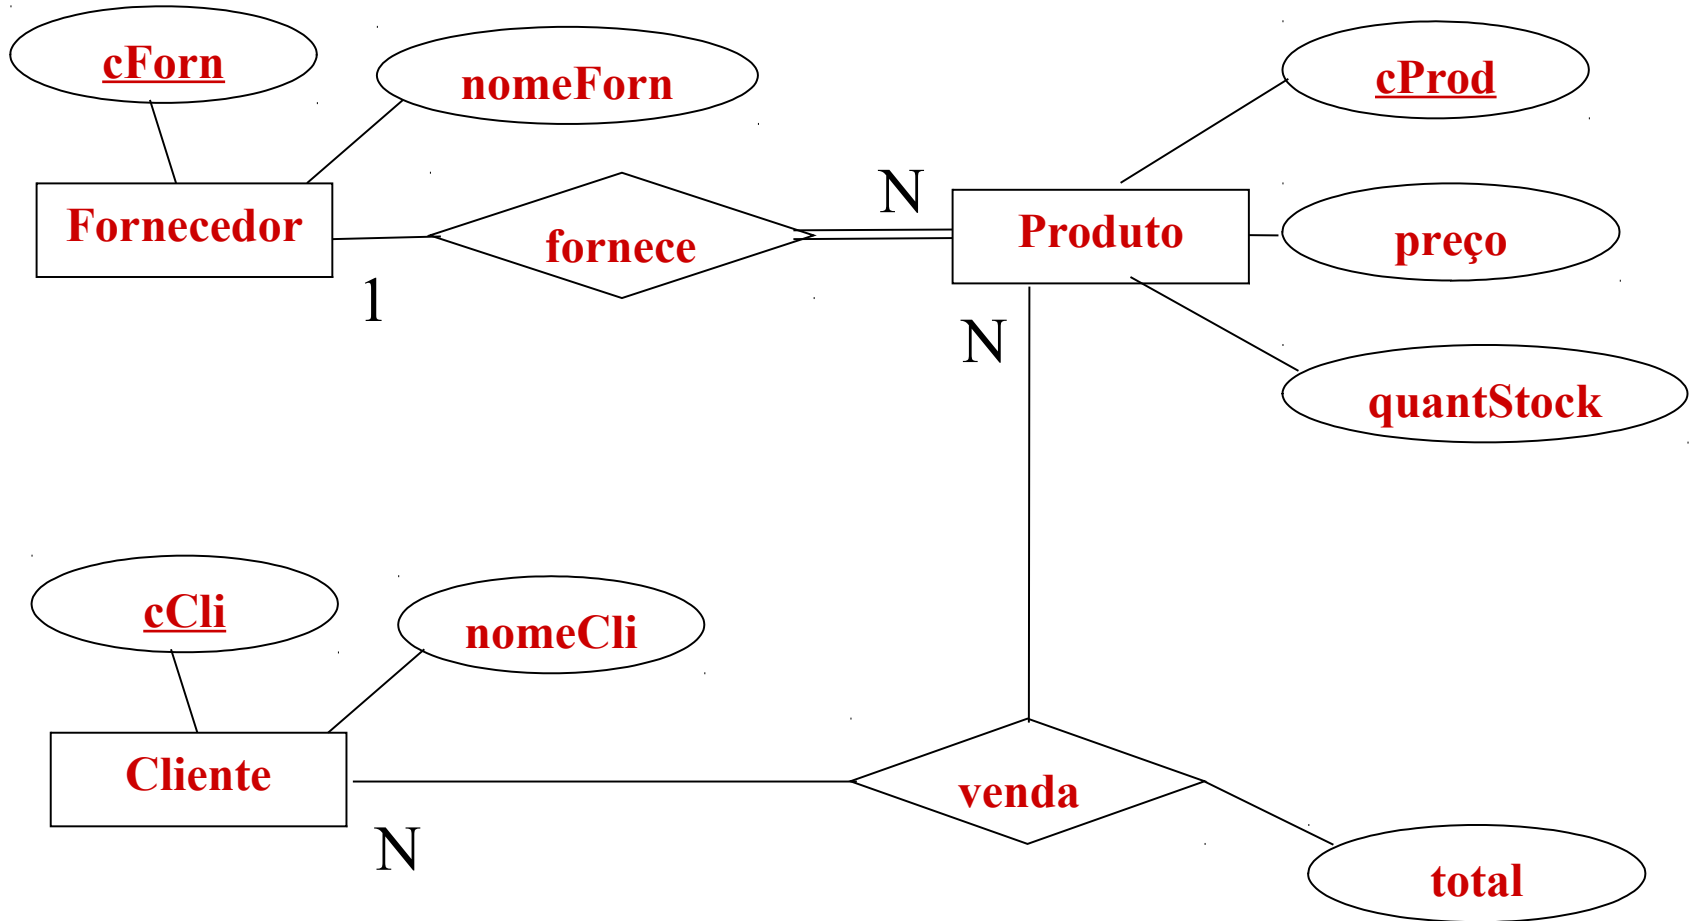 cForn
nomeForn
cProd
Fornecedor
fornece
N
Produto
preço
1
N
quantStock
cCli
nomeCli
Cliente
venda
N
total